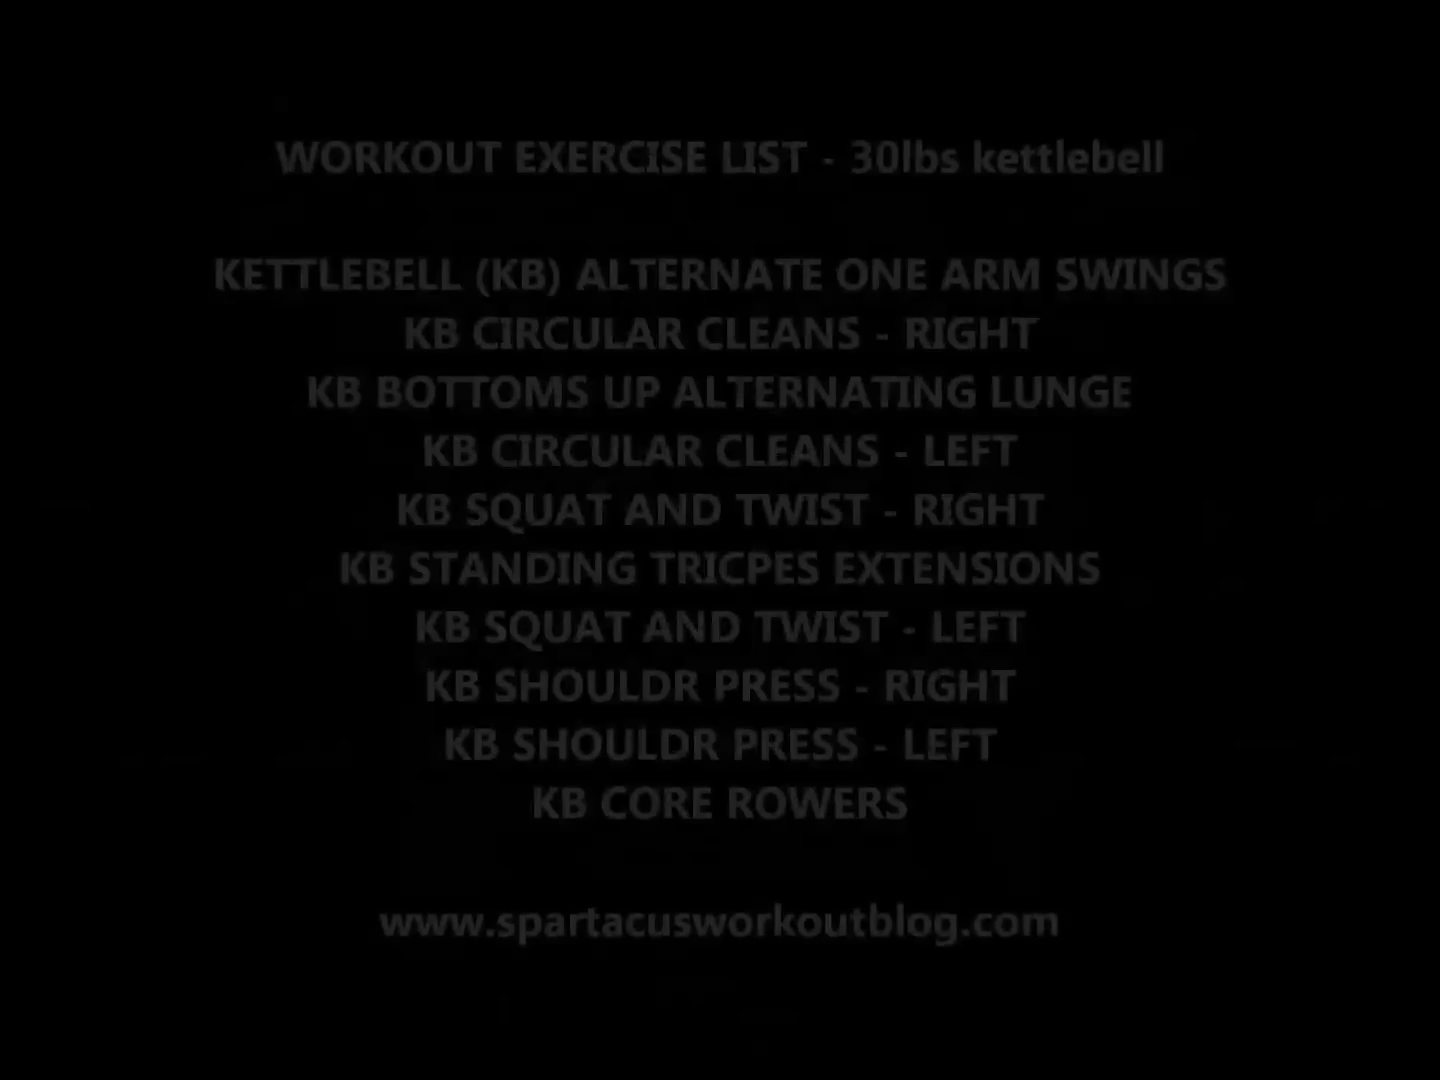 WORKOUT EXERCISE LIST - 30lbs kettlebell
KETTLEBELL (KB) ALTERNATE ONE ARM SWINGS
KB CIRCULAR CLEANS - RIGHT
KB BOTTOMS UP ALTERNATING LUNGE
KB CIRCULAR CLEANS - LEFT
KB SQUAT AND TWIST - RIGHT
KB STANDING TRICPES EXTENSIONS
KB SQUAT AND TWIST - LEFT
KB SHOULDR PRESS - RIGHT
KB SHOULDR PRESS - LEFT
KB CORE ROWERS
www.spartacusworkoutblog.com